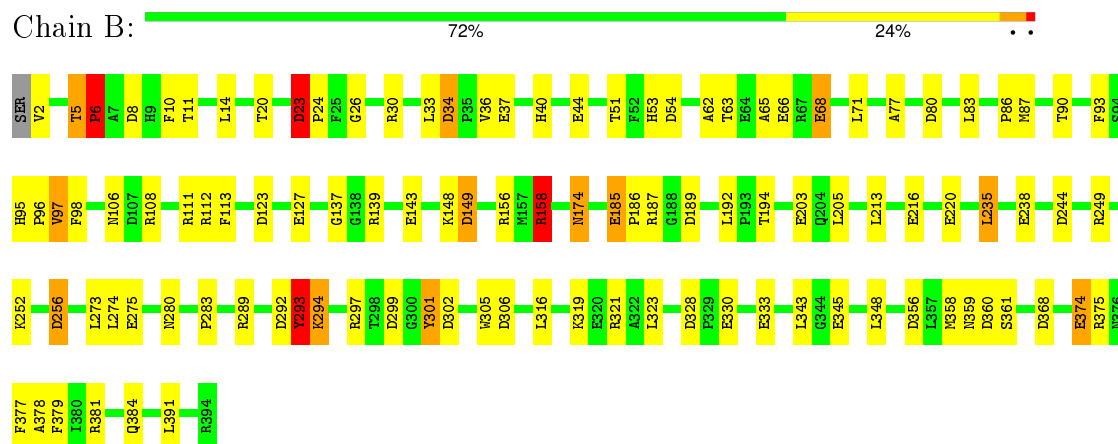 Chain B:
72% 24% • •
SER V2 T5 P6 A7 D8 H9 F10 T11 L14 T20 D23 P24 F25 G26 R30 L33 D34 P35 V36 E37 H40 E44 T51 F52 H53 D54 A62 T63 E64 A65 E66 R67 E68 L71 A77 D80 L83 P86 M87 T90 F93 S94
H95 P96 V97 F98 N106 D107 R108 R111 R112 F113 D123 E127 G137 G138 R139 E143 K148 D149 R156 M157 R158 N174 E185 P186 R187 G188 D189 L192 P193 T194 E203 Q204 L205 L213 E216 E220 L235 E238 D244 R249
K252 D256 L273 L274 E275 N280 P283 R289 D292 Y293 K294 R297 T298 D299 G300 Y301 D302 W305 D306 L316 K319 E320 R321 A322 L323 D328 P329 E330 E333 L343 G344 E345 L348 D356 L357 M358 N359 D360 S361 D368 E374 R375 N376
F377 A378 F379 I380 R381 Q384 L391 R394